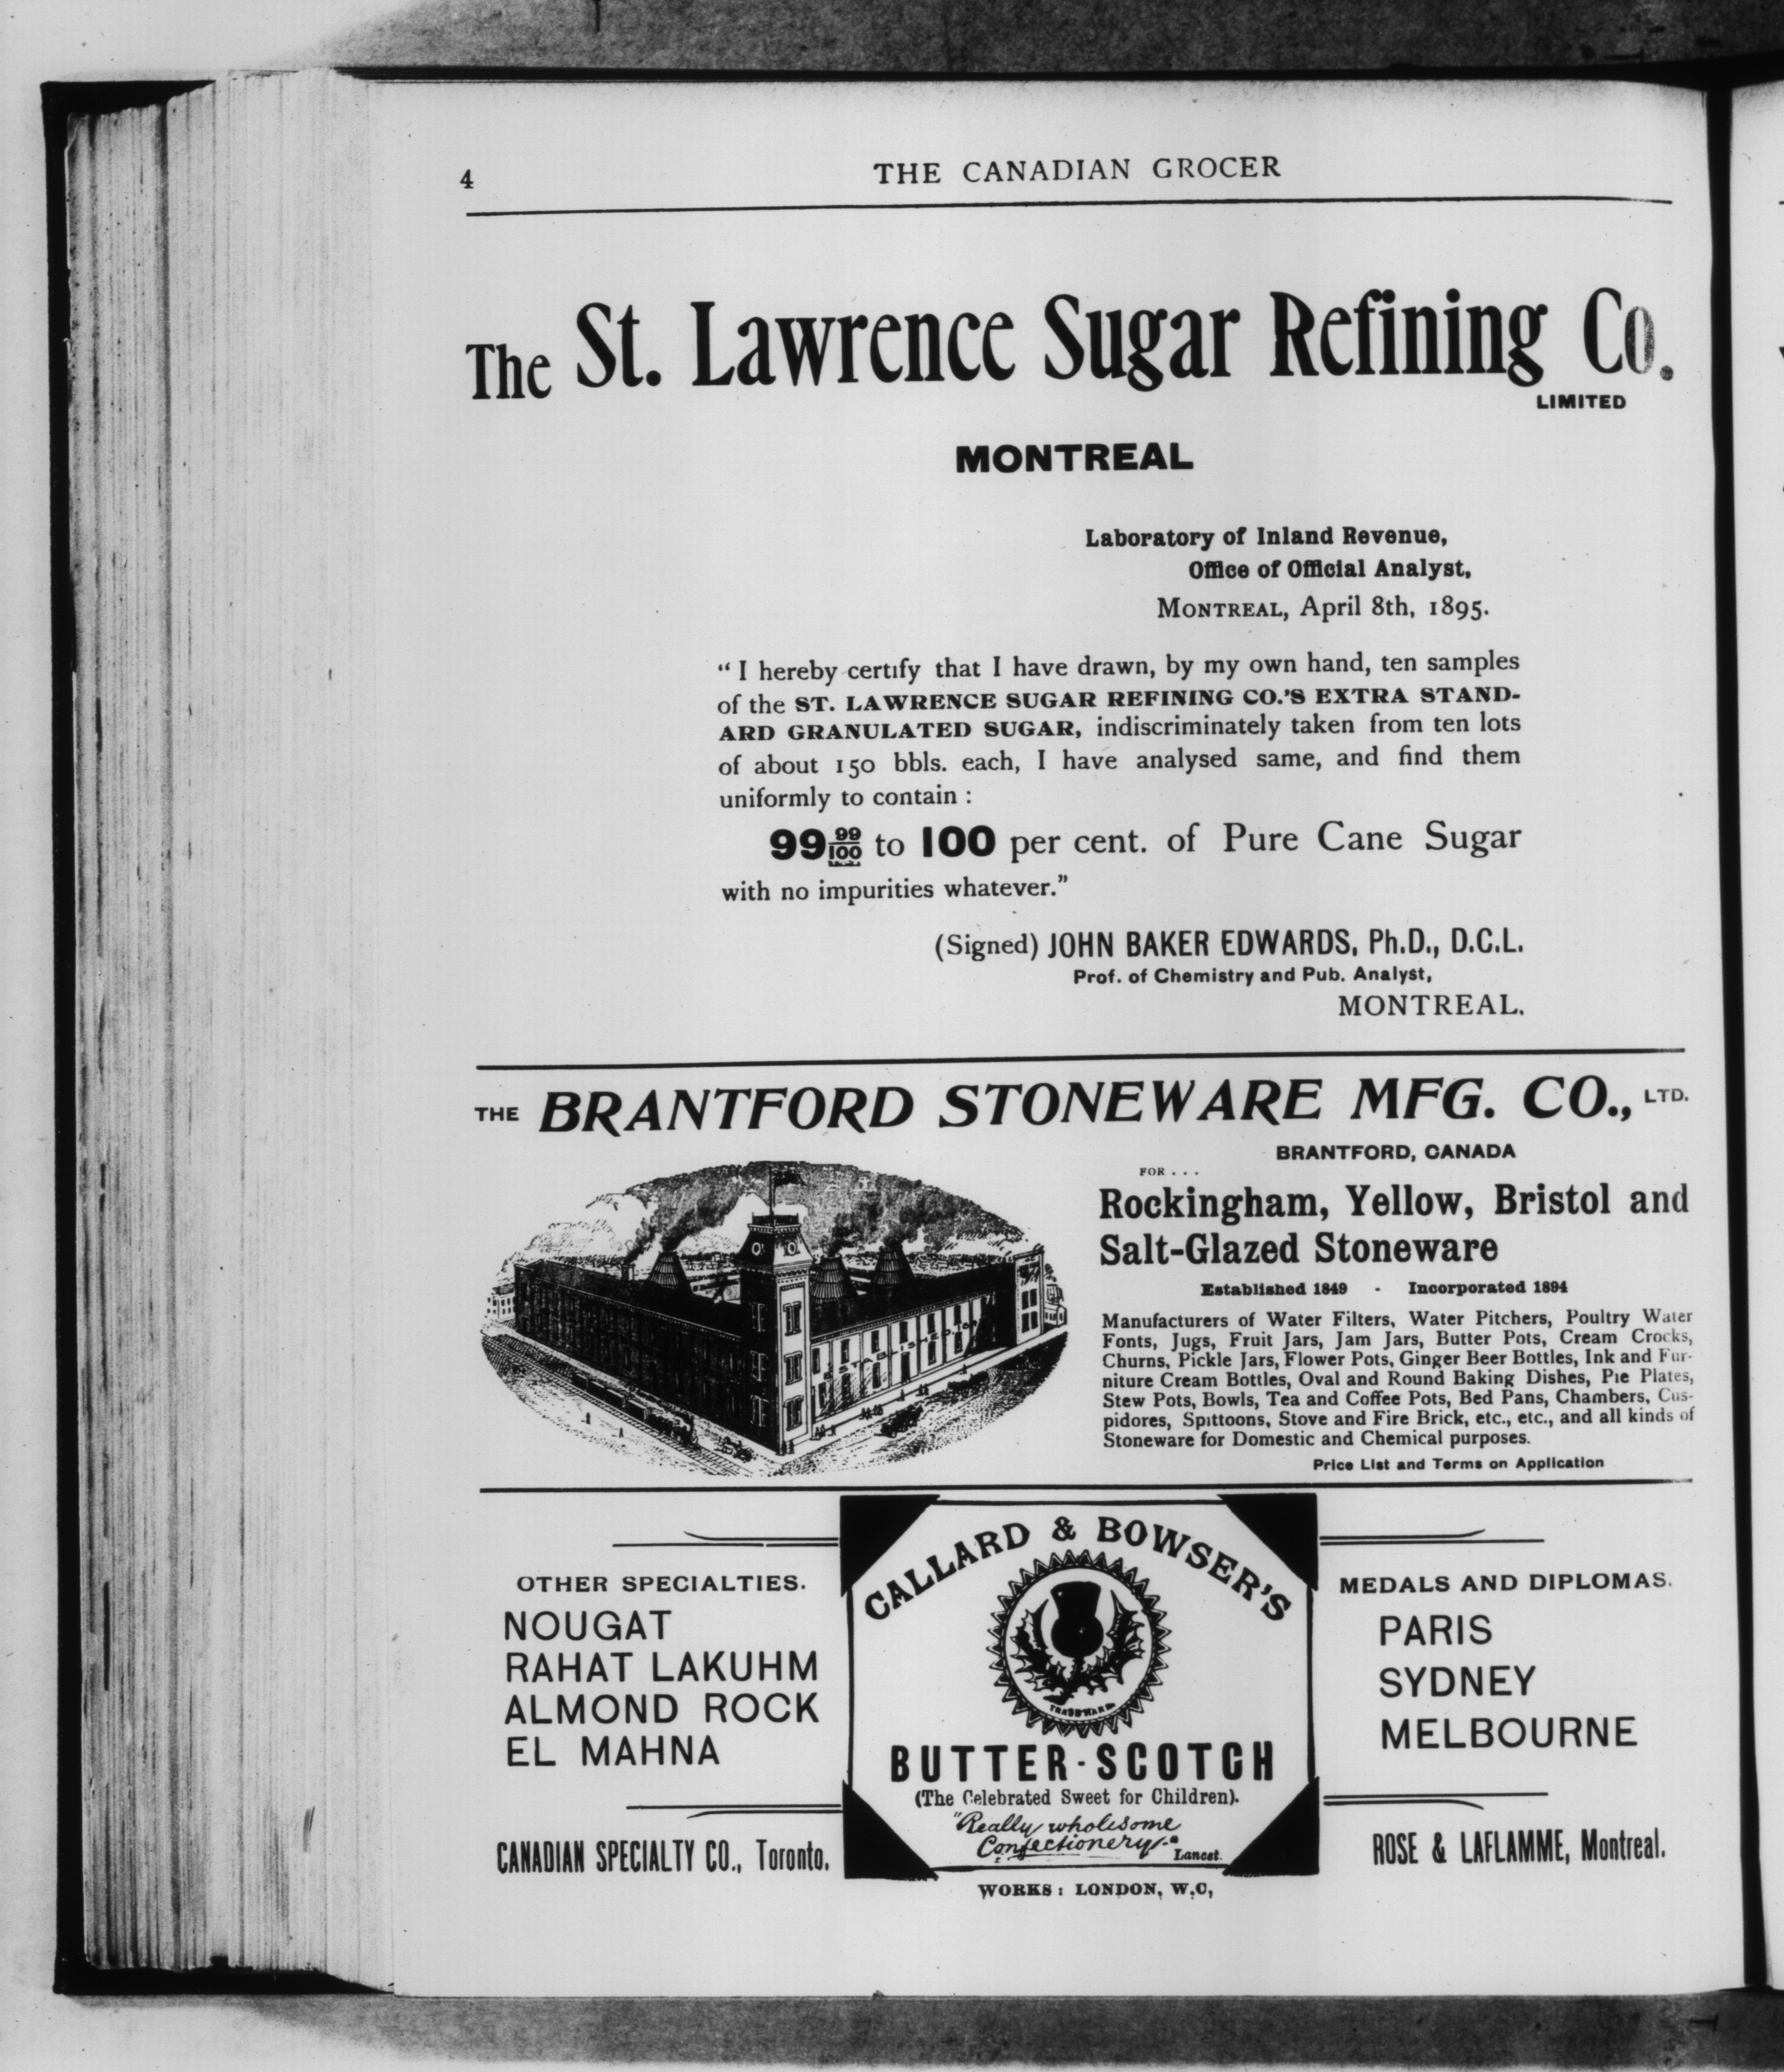 4
THE CANADIAN GROCER
The St. Lawrence Sugar Refining Co.
LIMITED
MONTREAL
Laboratory of Inland Revenue,
Office of Official Analyst,
MONTREAL, April 8th, 1895.
“ I hereby certify that I have drawn, by my own hand, ten samples
of the ST. LAWRENCE SUGAR REFINING CO.'S EXTRA STAND-
ARD GRANULATED SUGAR, indiscriminately taken from ten lots
of about 150 bbls. each, I have analysed same, and find them
uniformly to contain :
99 99/100 to 100 per cent. of Pure Cane Sugar
with no impurities whatever.”
(Signed) JOHN BAKER EDWARDS, Ph.D., D.C.L.
Prof. of Chemistry and Pub. Analyst,
MONTREAL.
THE BRANTFORD STONEWARE MFG. CO., LTD.
BRANTFORD, CANADA
FOR . . .
Rockingham, Yellow, Bristol and
Salt-Glazed Stoneware
Established 1849 - Incorporated 1894
Manufacturers of Water Filters, Water Pitchers, Poultry Water
Fonts, Jugs, Fruit Jars, Jam Jars, Butter Pots, Cream Crocks,
Churns, Pickle Jars, Flower Pots, Ginger Beer Bottles, Ink and Fur-
niture Cream Bottles, Oval and Round Baking Dishes, Pie Plates,
Stew Pots, Bowls, Tea and Coffee Pots, Bed Pans, Chambers, Cus-
pidores, Spittoons, Stove and Fire Brick, etc., etc., and all kinds of
Stoneware for Domestic and Chemical purposes.
Price List and Terms on Application
ESTABLISHED
OTHER SPECIALTIES.
NOUGAT
RAHAT LAKUHM
ALMOND ROCK
EL MAHNA
CANADIAN SPECIALTY CO., Toronto.
CALLARD & BOWSER'S
TRADE MARK
BUTTER-SCOTCH
(The Celebrated Sweet for Children).
"Really wholesome
Confectionery."
Lancet.
WORKS : LONDON, W.C,
MEDALS AND DIPLOMAS.
PARIS
SYDNEY
MELBOURNE
ROSE & LAFLAMME, Montreal.